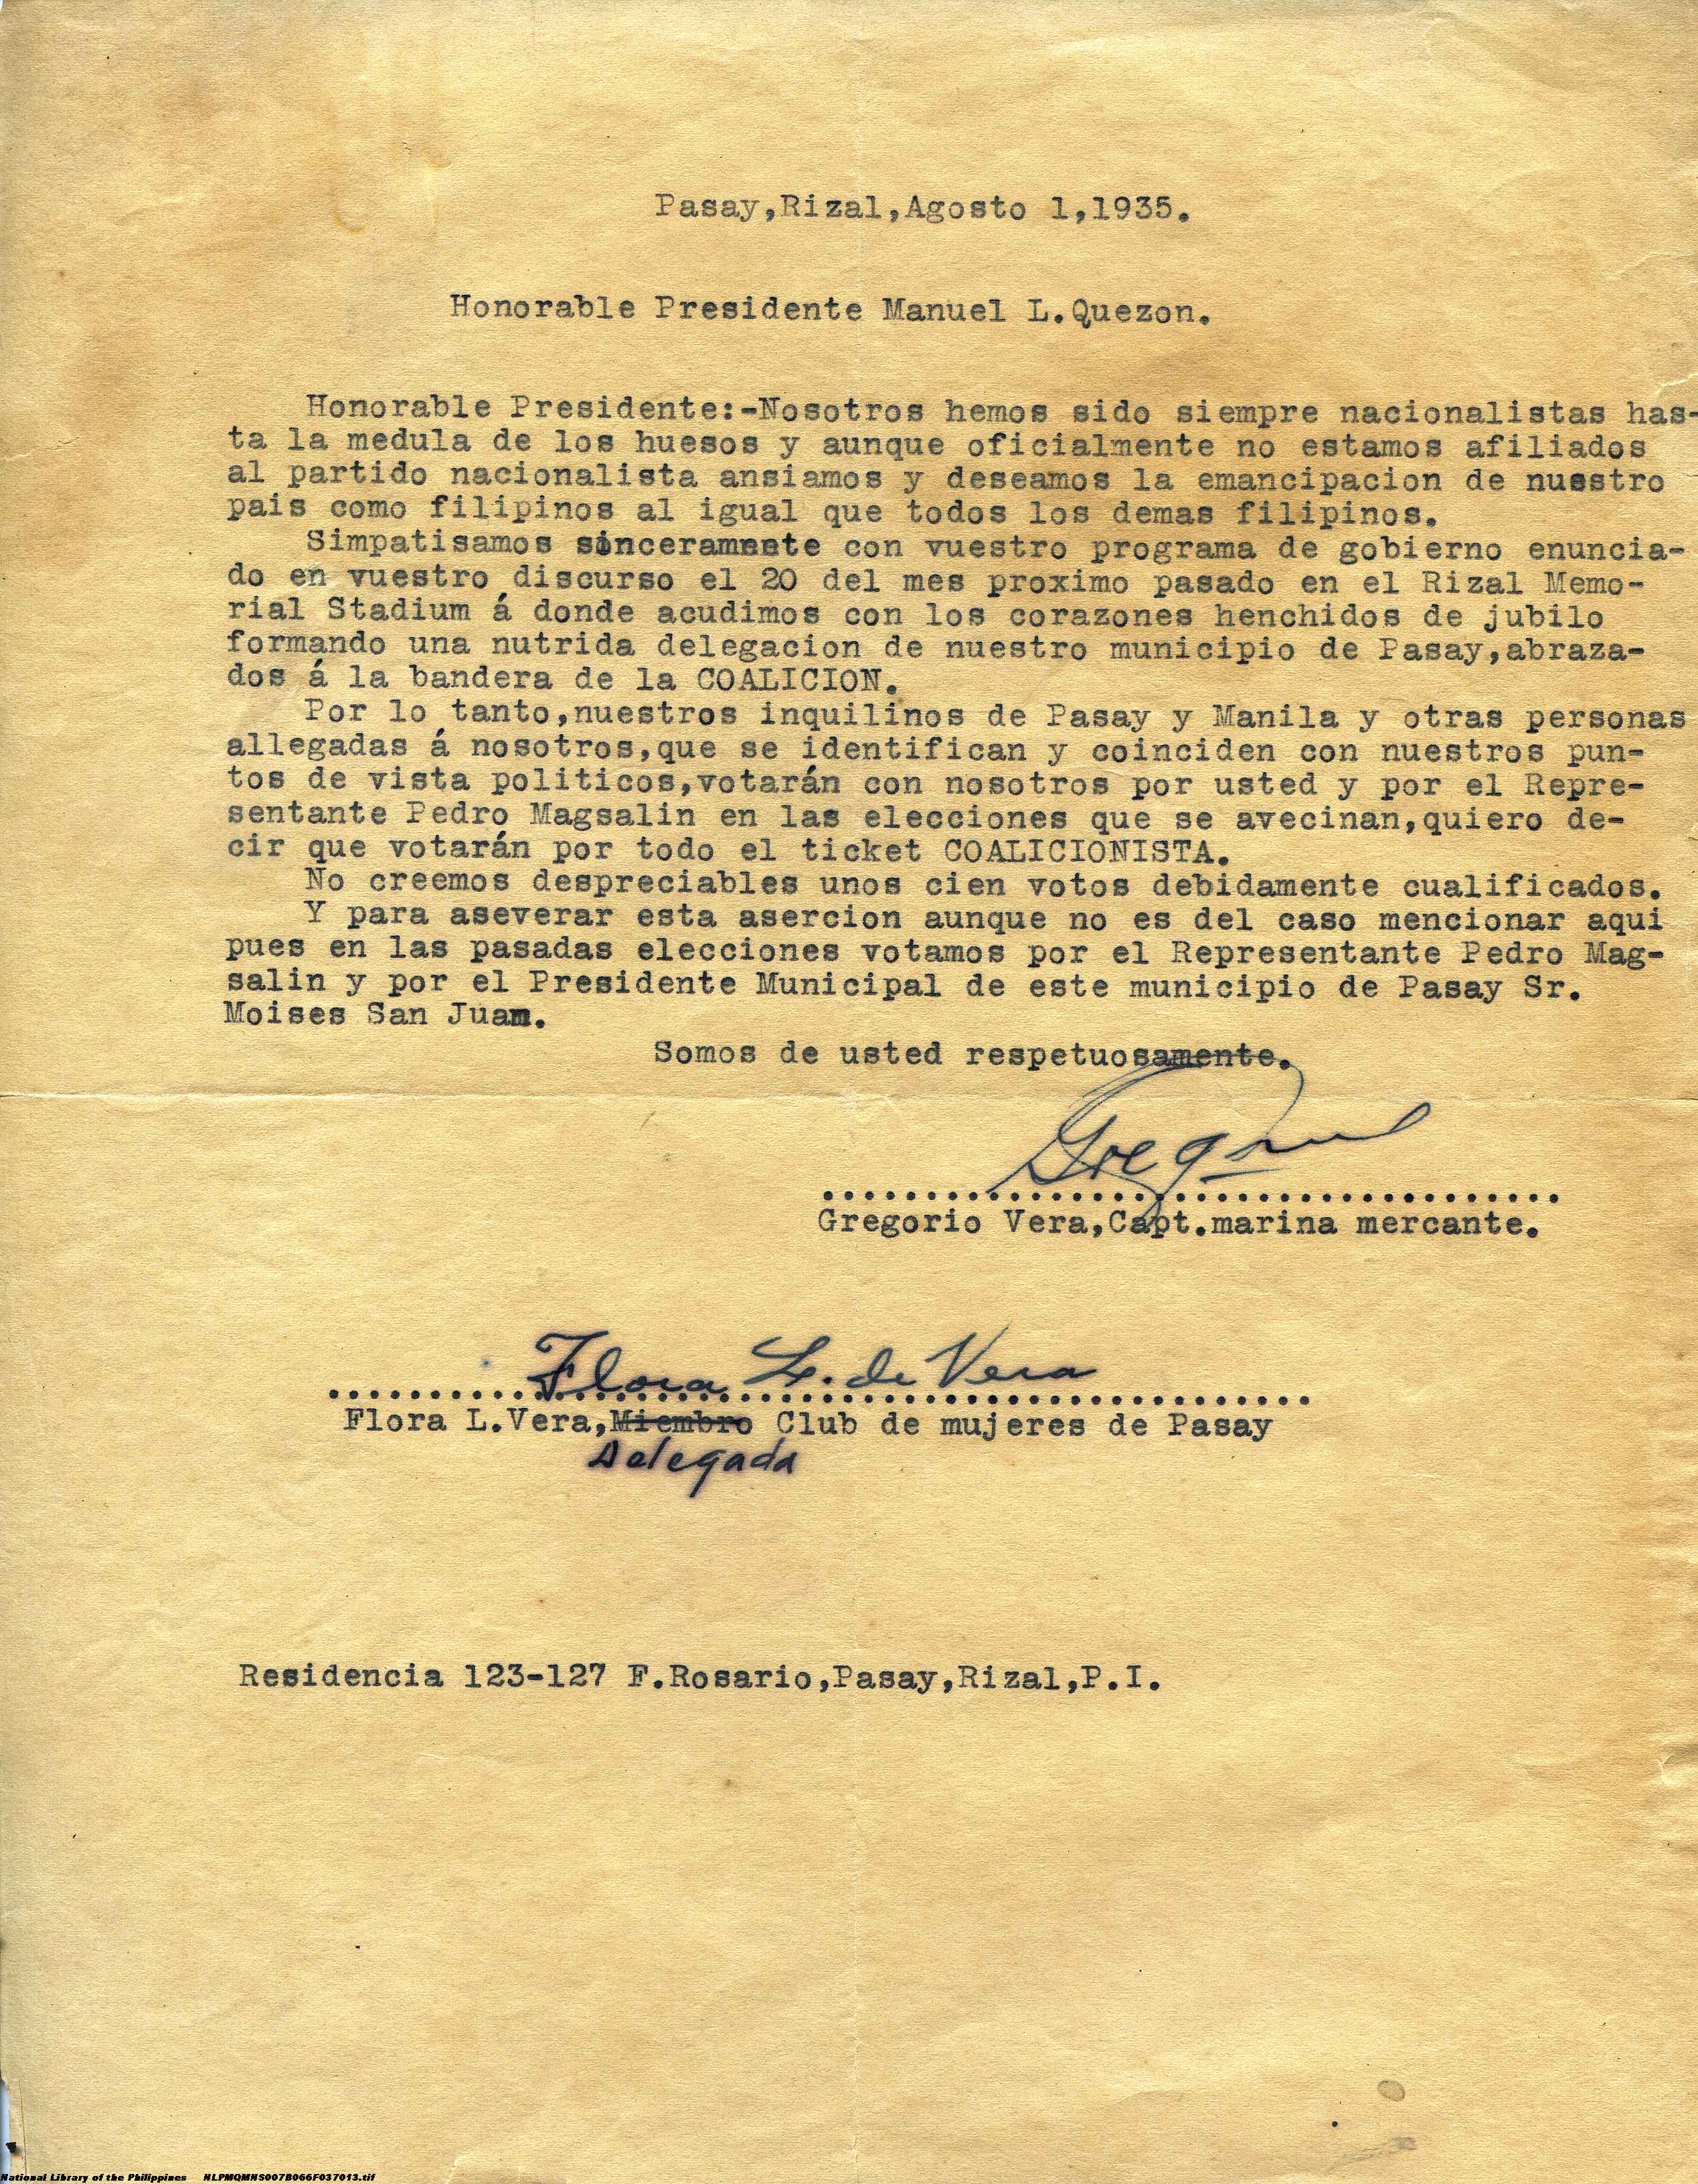 Pasay,Rizal,Agosto 1,1935.
Honorable Presidente Manuel L.Quezon.
Honorable Presidente:-Nosotros hemos sido siempre nacionalistas has-
ta la medula de los huesos y aunque oficialmente no estamos afiliados
al partido nacionalista ansiamos y deseamos la emancipacion de nuestro
pais como filipinos al igual que todos los demas filipinos.
Simpatisamos sinceramente con vuestro programa de gobierno enuncia-
do en vuestro discurso el 20 del mes proximo pasado en el Rizal Memo-
rial Stadium á donde acudimos con los corazones henchidos de jubilo
formando una nutrida delegacion de nuestro municipio de Pasay,abraza-
dos á la bandera de la COALICION.
Por lo tanto,nuestros inquilinos de Pasay y Manila y otras personas
allegadas á nosotros,que se identifican y coinciden con nuestros pun-
tos de vista politicos,votarán con nosotros por usted y por el Repre-
sentante Pedro Magsalin en las elecciones que se avecinan,quiero de-
cir que votarán por todo el ticket COALICIONISTA.
No creemos despreciables unos cien votos debidamente cualificados.
Y para aseverar esta asercion aunque no es del caso mencionar aqui
pues en las pasadas elecciones votamos por el Representante Pedro Mag-
salin y por el Presidente Municipal de este municipio de Pasay Sr.
Moises San Juan.
Somos de usted respetuosamente.
Gregorio Vera,Capt.marina mercante.
Flora L. de Vera
Flora L.Vera,Miembro Club de mujeres de Pasay
Delegada
Residencia 123-127 F.Rosario,Pasay,Rizal,P.I.
National Library of the Philippines NLPMQMNS007B066F037013.tif